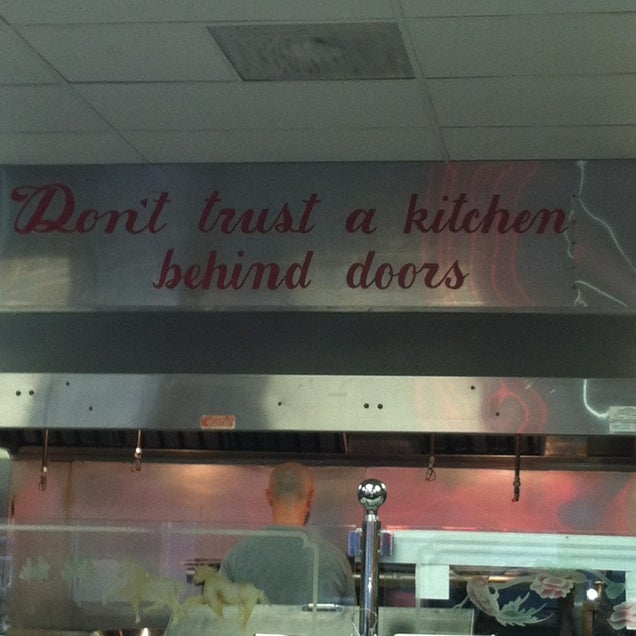 Don't trust a kitchen
behind doors